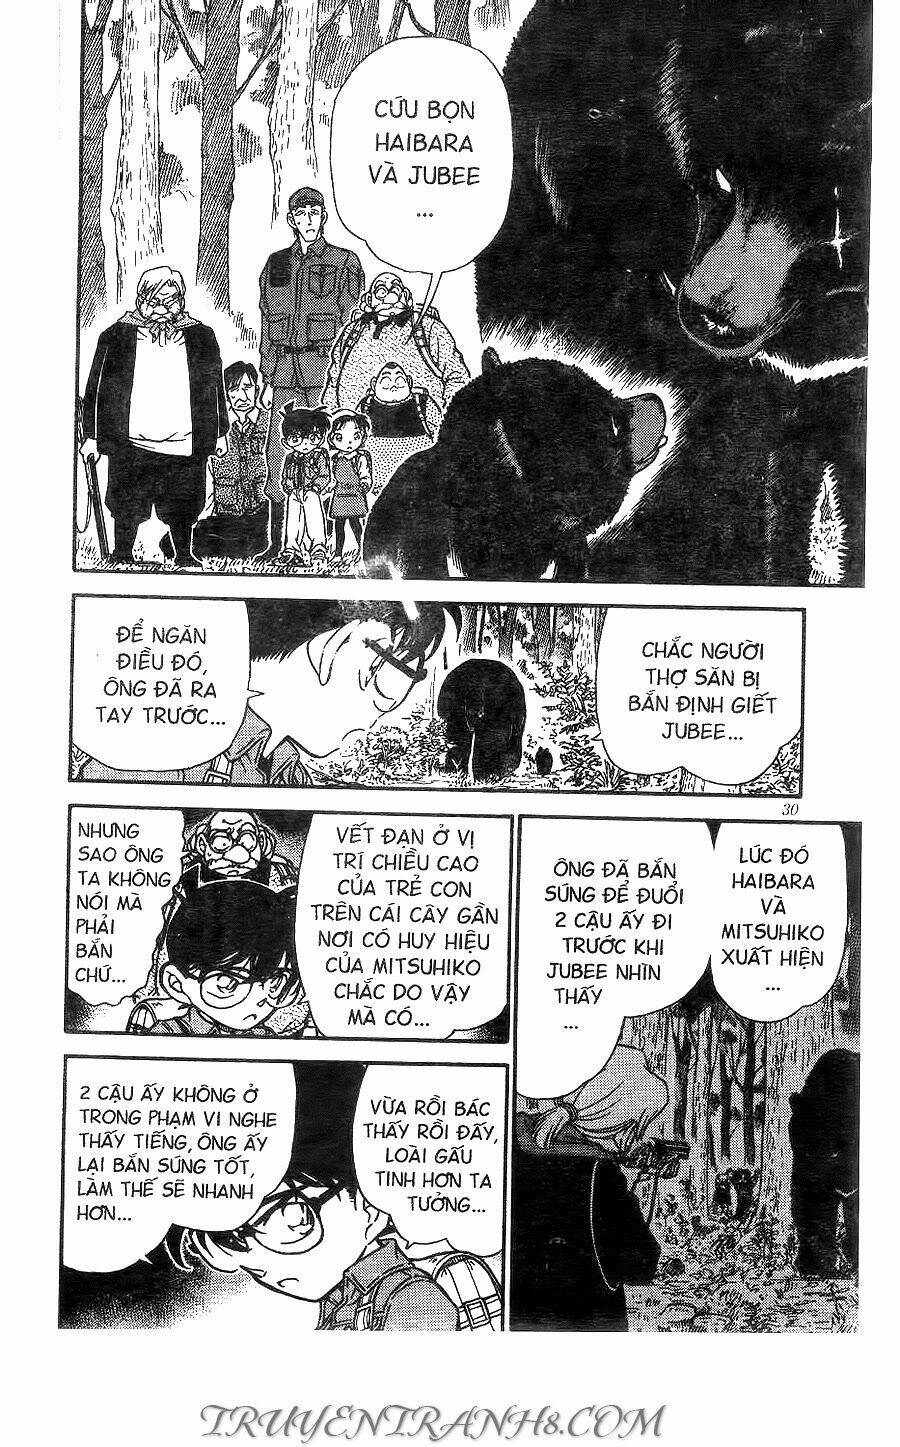 CỨU BỌN
HAIBARA
VÀ JUBEE
...
CHẮC NGƯỜI
THỢ SĂN BỊ
BẮN ĐỊNH GIẾT
JUBEE...
ĐỂ NGĂN
ĐIỀU ĐÓ,
ÔNG ĐÃ RA
TAY TRƯỚC...
30
LÚC ĐÓ
HAIBARA
VÀ
MITSUHIKO
XUẤT HIỆN
...
ÔNG ĐÃ BẮN
SÚNG ĐỂ ĐUỔI
2 CẬU ẤY ĐI
TRƯỚC KHI
JUBEE NHÌN
THẤY
...
VẾT ĐẠN Ở VỊ
TRÍ CHIỀU CAO
CỦA TRẺ CON
TRÊN CÁI CÂY GẦN
NƠI CÓ HUY HIỆU
CỦA MITSUHIKO
CHẮC DO VẬY
MÀ CÓ...
NHƯNG
SAO ÔNG
TA KHÔNG
NÓI MÀ
PHẢI
BẮN
CHỨ...
VỪA RỒI BÁC
THẤY RỒI ĐẤY,
LOÀI GẤU
TINH HƠN TA
TƯỞNG...
2 CẬU ẤY KHÔNG Ở
TRONG PHẠM VI NGHE
THẤY TIẾNG, ÔNG ẤY
LẠI BẮN SÚNG TỐT,
LÀM THẾ SẼ NHANH
HƠN...
TRUYENTRANH8.COM